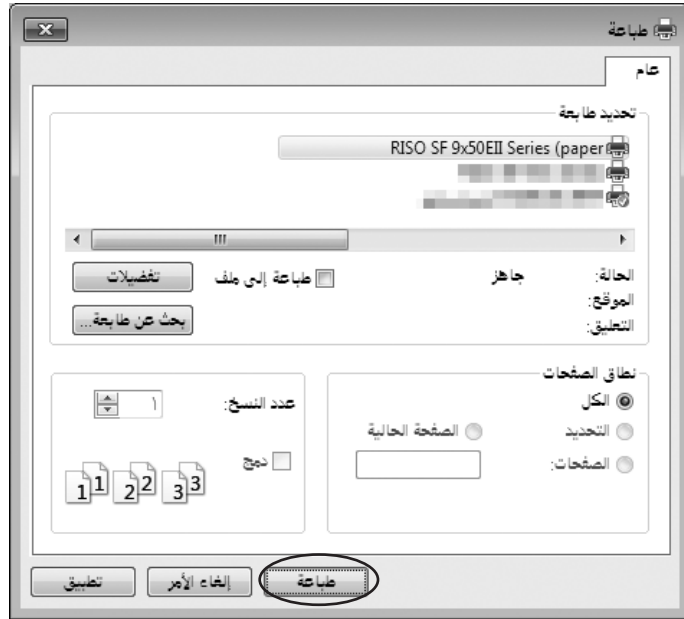 طباعة
عام
تحديد طابعة
RISO SF 9x50EII Series (paper
الحالة: جاهز
الموقع:
التعليق:
طباعة إلى ملف
تفضيلات
بحث عن طابعة...
نطاق الصفحات
الكل
التحديد
الصفحة الحالية
الصفحات:
عدد النسخ: ١
دمج
1 1 2 2 3 3
طباعة
إلغاء الأمر
تطبيق